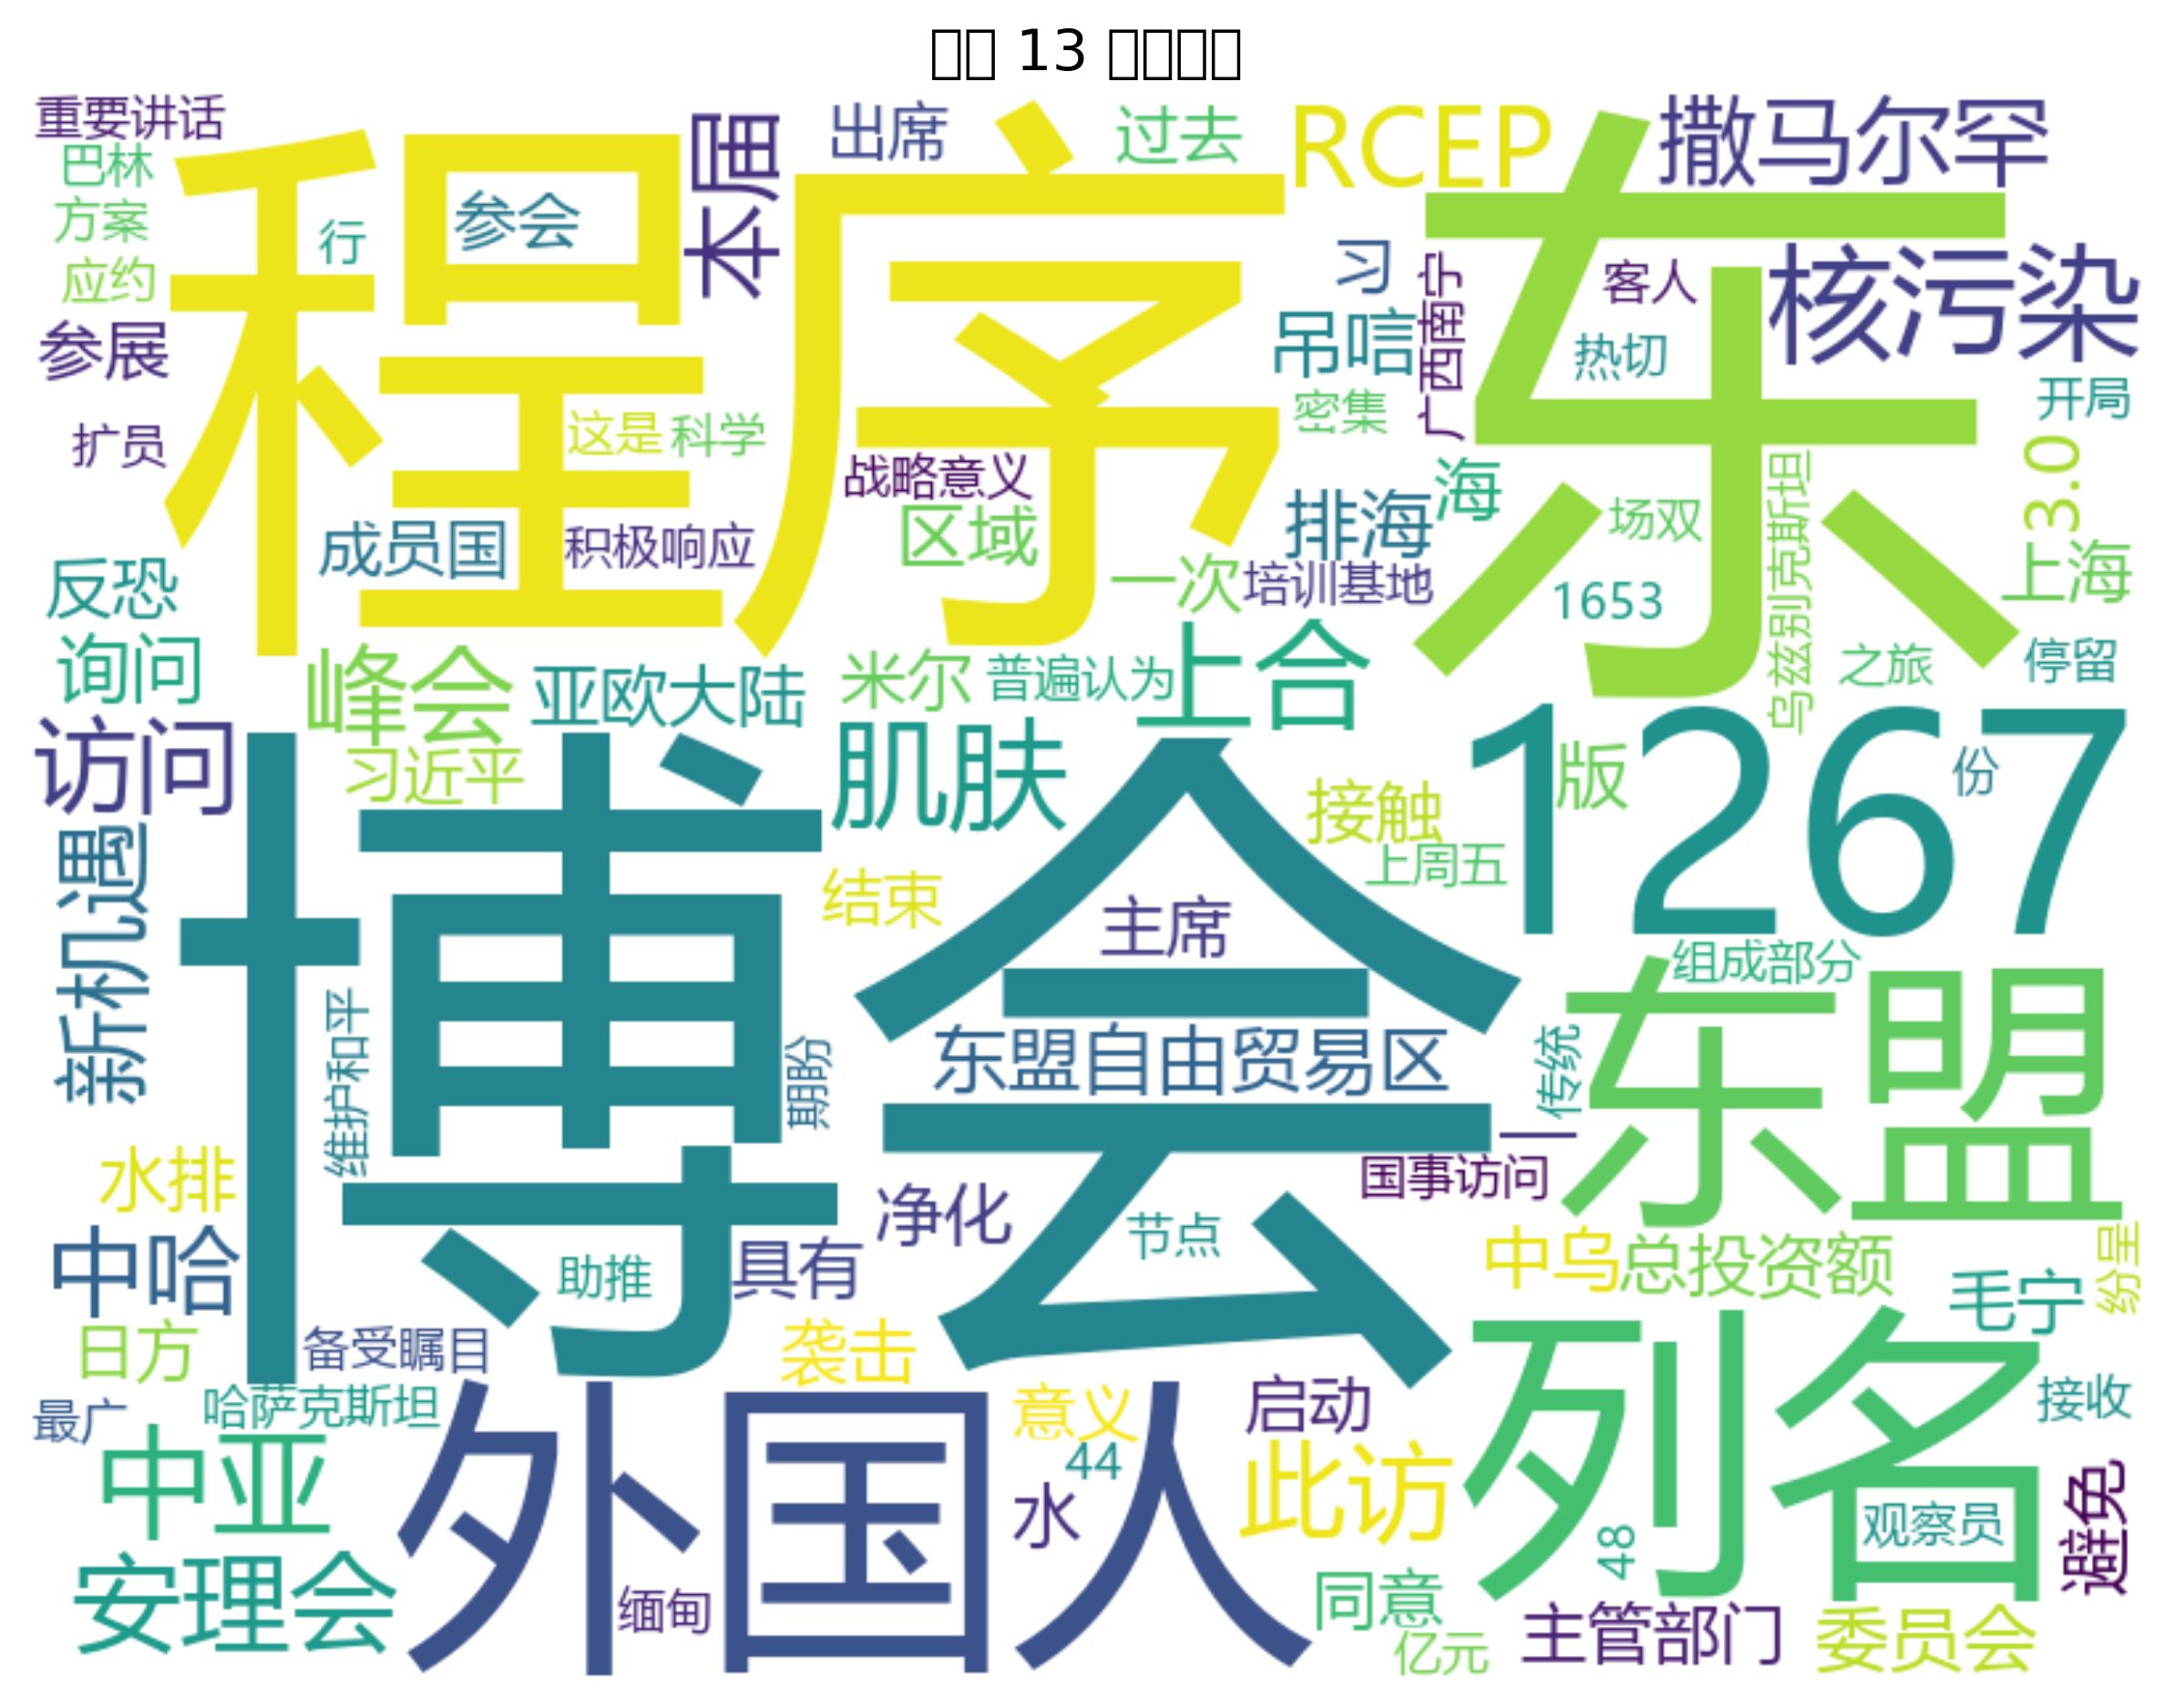 13
重要讲话
出席
过去
RCEP
撒马尔罕
巴林
程序
本届
东
方案
行
参会
习
广西南宁
客人
核污染
应约
参展
吊唁
热切
密集
开局
扩员
这是
科学
战略意义
海
3.0
成员国
积极响应
区域
排海
场双
乌兹别克斯坦
上海
反恐
一次
培训基地
1653
询问
峰会
亚欧大陆
米尔
普遍认为
上合
之旅
停留
访问
习近平
肌肤
1267
版
份
接触
上周五
新机遇
博会
结束
主席
组成部分
维护和平
期盼
东盟自由贸易区
传统
东盟
水排
一
国事访问
净化
节点
中哈
助推
具有
中乌
总投资额
毛宁
纷呈
日方
备受瞩目
袭击
最广
哈萨克斯坦
外国人
意义
启动
列名
接收
中亚
44
水
此访
48
观察员
避免
安理会
缅甸
同意
亿元
主管部门
委员会